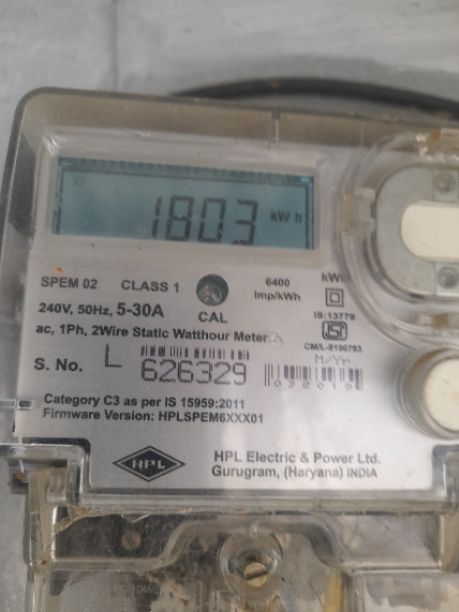 1803 kWh
SPEM 02 CLASS 1 6400 imp/kWh kWh
240V, 50Hz, 5-30A CAL IS:13779
ac, 1Ph, 2Wire Static Watthour Meter
M/Yr.
S. No. L 626329 032019
Category C3 as per IS 15959:2011
Firmware Version: HPLSPEM6XXX01
HPL HPL Electric & Power Ltd.
Gurugram, (Haryana) INDIA